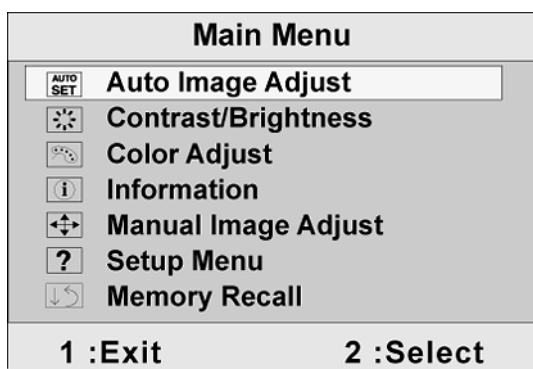 Main Menu
AUTO SET Auto Image Adjust
Contrast/Brightness
Color Adjust
i Information
Manual Image Adjust
? Setup Menu
Memory Recall
1 :Exit 2 :Select